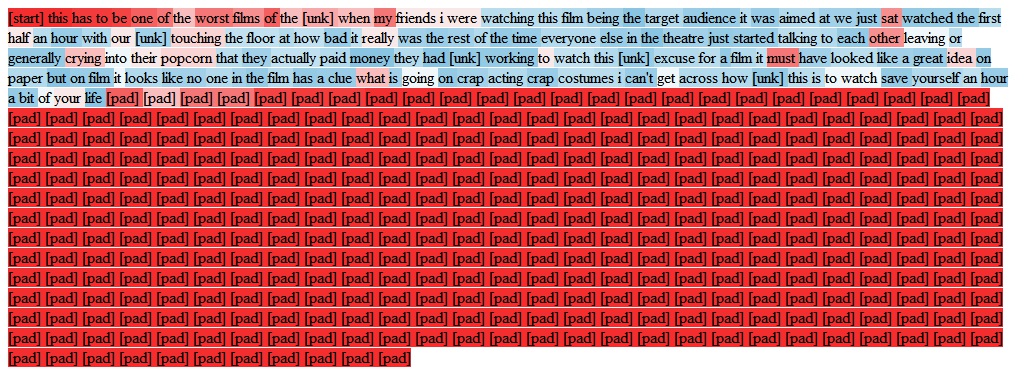 [start] this has to be one of the worst films of the [unk] when my friends i were watching this film being the target audience it was aimed at we just sat watched the first
half an hour with our [unk] touching the floor at how bad it really was the rest of the time everyone else in the theatre just started talking to each other leaving or
generally crying into their popcorn that they actually paid money they had [unk] working to watch this [unk] excuse for a film it must have looked like a great idea on
paper but on film it looks like no one in the film has a clue what is going on crap acting crap costumes i can't get across how [unk] this is to watch save yourself an hour
a bit of your life [pad] [pad] [pad] [pad] [pad] [pad] [pad] [pad] [pad] [pad] [pad] [pad] [pad] [pad] [pad] [pad] [pad] [pad] [pad] [pad] [pad] [pad] [pad] [pad]
[pad] [pad] [pad] [pad] [pad] [pad] [pad] [pad] [pad] [pad] [pad] [pad] [pad] [pad] [pad] [pad] [pad] [pad] [pad] [pad] [pad] [pad] [pad] [pad] [pad] [pad] [pad]
[pad] [pad] [pad] [pad] [pad] [pad] [pad] [pad] [pad] [pad] [pad] [pad] [pad] [pad] [pad] [pad] [pad] [pad] [pad] [pad] [pad] [pad] [pad] [pad] [pad] [pad] [pad]
[pad] [pad] [pad] [pad] [pad] [pad] [pad] [pad] [pad] [pad] [pad] [pad] [pad] [pad] [pad] [pad] [pad] [pad] [pad] [pad] [pad] [pad] [pad] [pad] [pad] [pad] [pad]
[pad] [pad] [pad] [pad] [pad] [pad] [pad] [pad] [pad] [pad] [pad] [pad] [pad] [pad] [pad] [pad] [pad] [pad] [pad] [pad] [pad] [pad] [pad] [pad] [pad] [pad] [pad]
[pad] [pad] [pad] [pad] [pad] [pad] [pad] [pad] [pad] [pad] [pad] [pad] [pad] [pad] [pad] [pad] [pad] [pad] [pad] [pad] [pad] [pad] [pad] [pad] [pad] [pad] [pad]
[pad] [pad] [pad] [pad] [pad] [pad] [pad] [pad] [pad] [pad] [pad] [pad] [pad] [pad] [pad] [pad] [pad] [pad] [pad] [pad] [pad] [pad] [pad] [pad] [pad] [pad] [pad]
[pad] [pad] [pad] [pad] [pad] [pad] [pad] [pad] [pad] [pad] [pad] [pad] [pad] [pad] [pad] [pad] [pad] [pad] [pad] [pad] [pad] [pad] [pad] [pad] [pad] [pad] [pad]
[pad] [pad] [pad] [pad] [pad] [pad] [pad] [pad] [pad] [pad] [pad] [pad] [pad] [pad] [pad] [pad] [pad] [pad] [pad] [pad] [pad] [pad] [pad] [pad] [pad] [pad] [pad]
[pad] [pad] [pad] [pad] [pad] [pad] [pad] [pad] [pad] [pad] [pad] [pad] [pad] [pad] [pad] [pad] [pad] [pad] [pad] [pad] [pad] [pad] [pad] [pad] [pad] [pad] [pad]
[pad] [pad] [pad] [pad] [pad] [pad] [pad] [pad] [pad] [pad] [pad] [pad] [pad] [pad] [pad] [pad] [pad] [pad] [pad] [pad] [pad] [pad] [pad] [pad] [pad] [pad] [pad]
[pad] [pad] [pad] [pad] [pad] [pad] [pad] [pad] [pad] [pad] [pad] [pad] [pad] [pad] [pad] [pad] [pad] [pad] [pad] [pad] [pad] [pad] [pad] [pad] [pad] [pad] [pad]
[pad] [pad] [pad] [pad] [pad] [pad] [pad] [pad] [pad] [pad] [pad] [pad] [pad] [pad] [pad] [pad] [pad] [pad] [pad] [pad] [pad] [pad] [pad] [pad] [pad] [pad] [pad]
[pad] [pad] [pad] [pad] [pad] [pad] [pad] [pad] [pad] [pad] [pad]